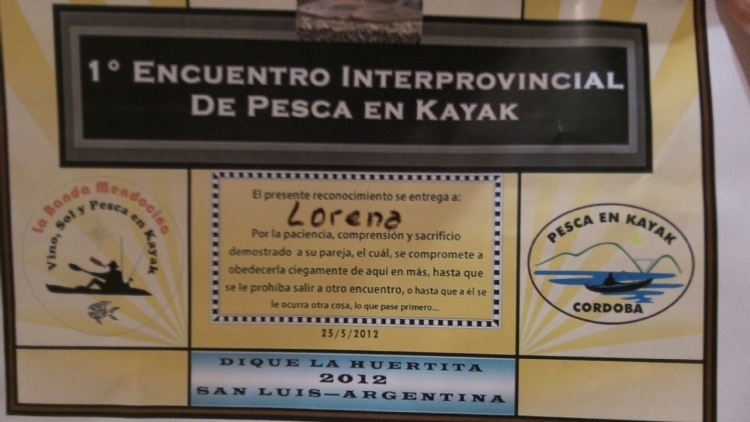 1° ENCUENTRO INTERPROVINCIAL
DE PESCA EN KAYAK
La Banda Mendocina
Vino, Sol y Pesca en Kayak
El presente reconocimiento se entrega a:
Lorena
Por la paciencia, comprensión y sacrificio
demostrado a su pareja, el cuál, se compromete a
obedecerla ciegamente de aqui en más, hasta que
se le prohiba salir a otro encuentro, o hasta que a él se
le ocurra otra cosa, lo que pase primero...
25/5/2012
PESCA EN KAYAK
CORDOBA
DIQUE LA HUERTITA
2012
SAN LUIS—ARGENTINA